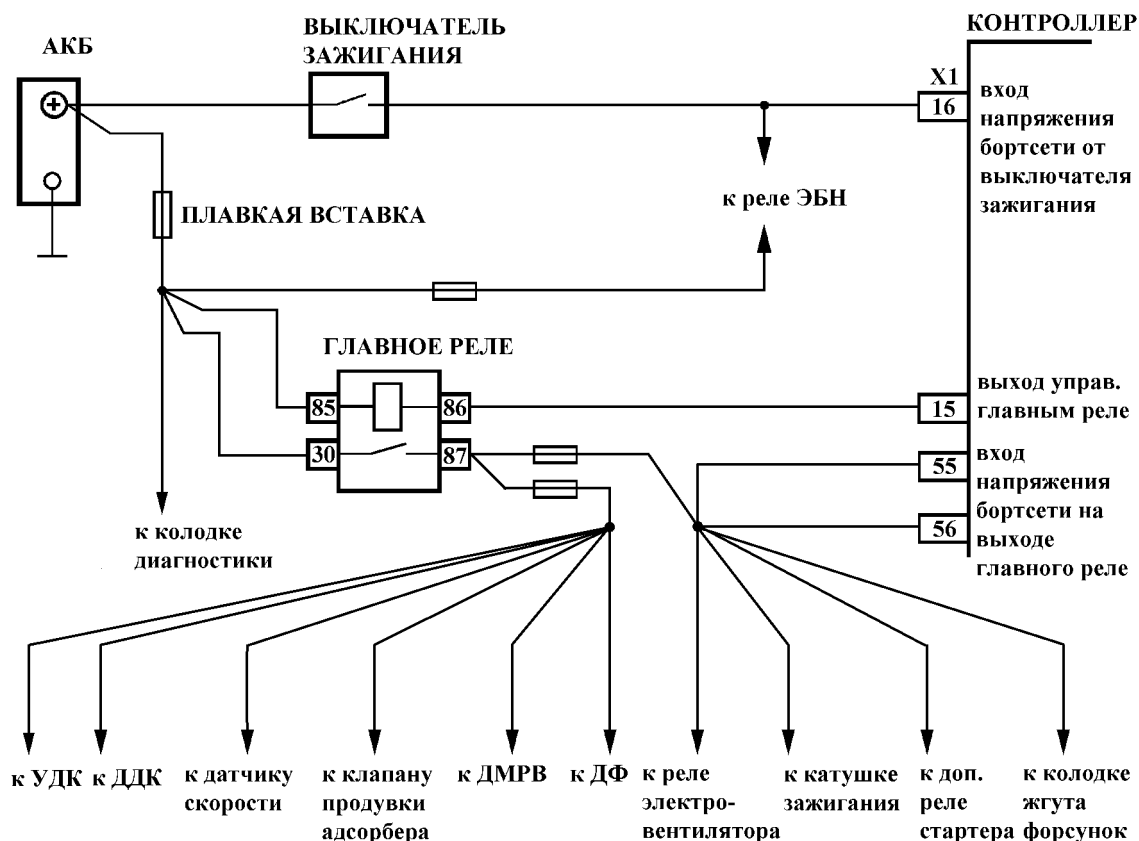 АКБ
ВЫКЛЮЧАТЕЛЬ
ЗАЖИГАНИЯ
КОНТРОЛЛЕР
X1
16
вход
напряжения
бортсети от
выключателя
зажигания
ПЛАВКАЯ ВСТАВКА
к реле ЭБН
ГЛАВНОЕ РЕЛЕ
85
86
30
87
15
выход управ.
главным реле
55
56
вход
напряжения
бортсети на
выходе
главного реле
к колодке
диагностики
к УДК
к ДДК
к датчику
скорости
к клапану
продувки
адсорбера
к ДМРВ
к ДФ
к реле
электро-
вентилятора
к катушке
зажигания
к доп.
реле
стартера
к колодке
жгута
форсунок